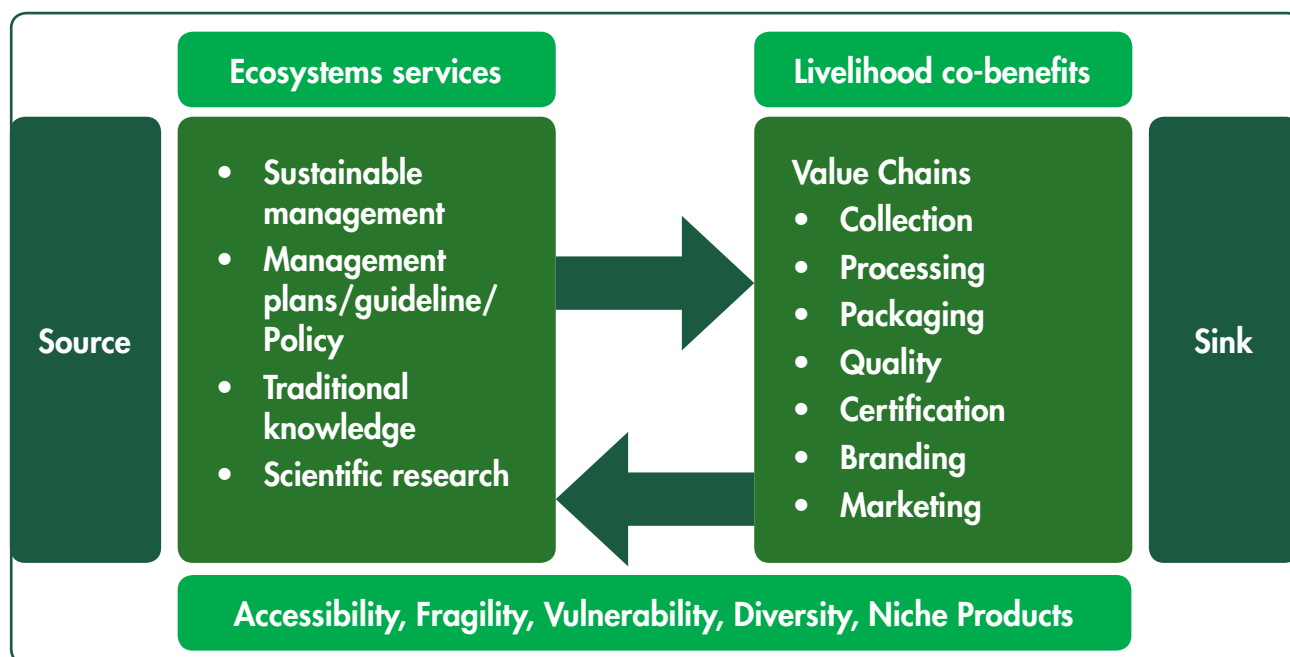 Ecosystems services
Livelihood co-benefits
Source
• Sustainable
management
• Management
plans/guideline/
Policy
• Traditional
knowledge
• Scientific research
Value Chains
• Collection
• Processing
• Packaging
• Quality
• Certification
• Branding
• Marketing
Sink
Accessibility, Fragility, Vulnerability, Diversity, Niche Products